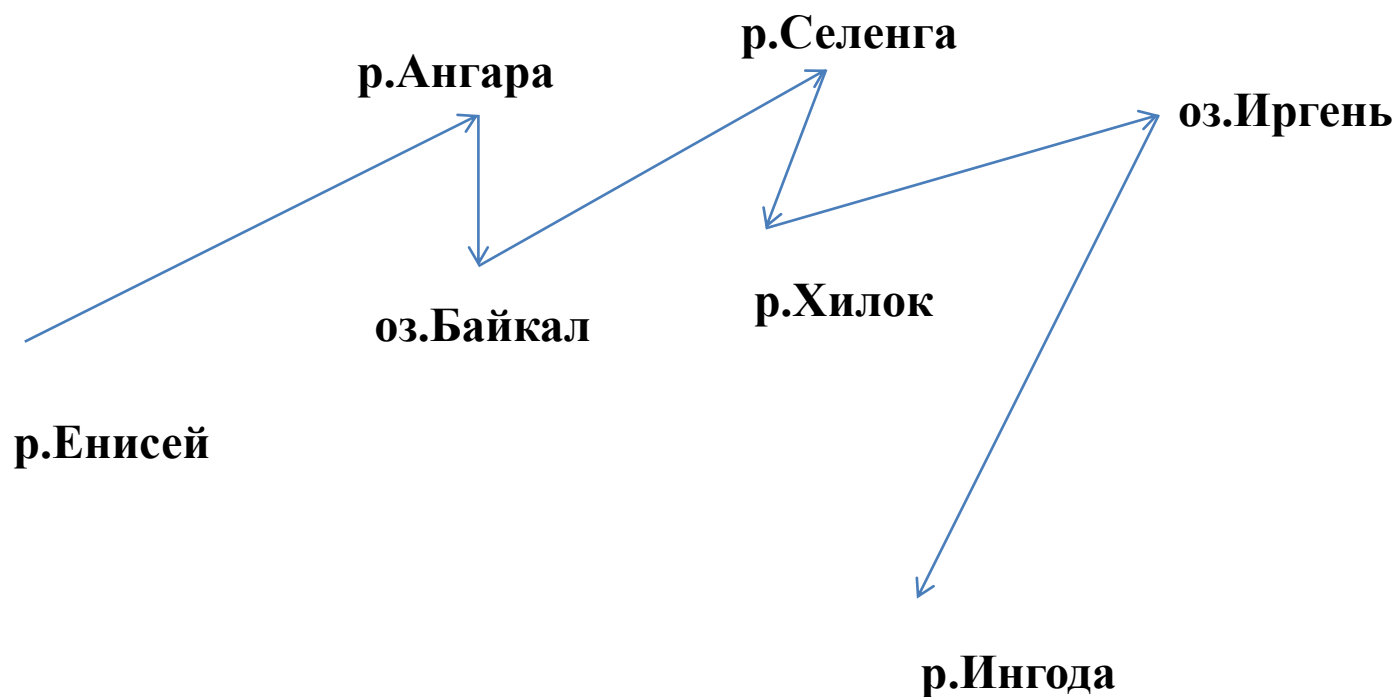 р.Селенга
р.Ангара
оз.Иргень
р.Хилок
оз.Байкал
р.Енисей
р.Ингода